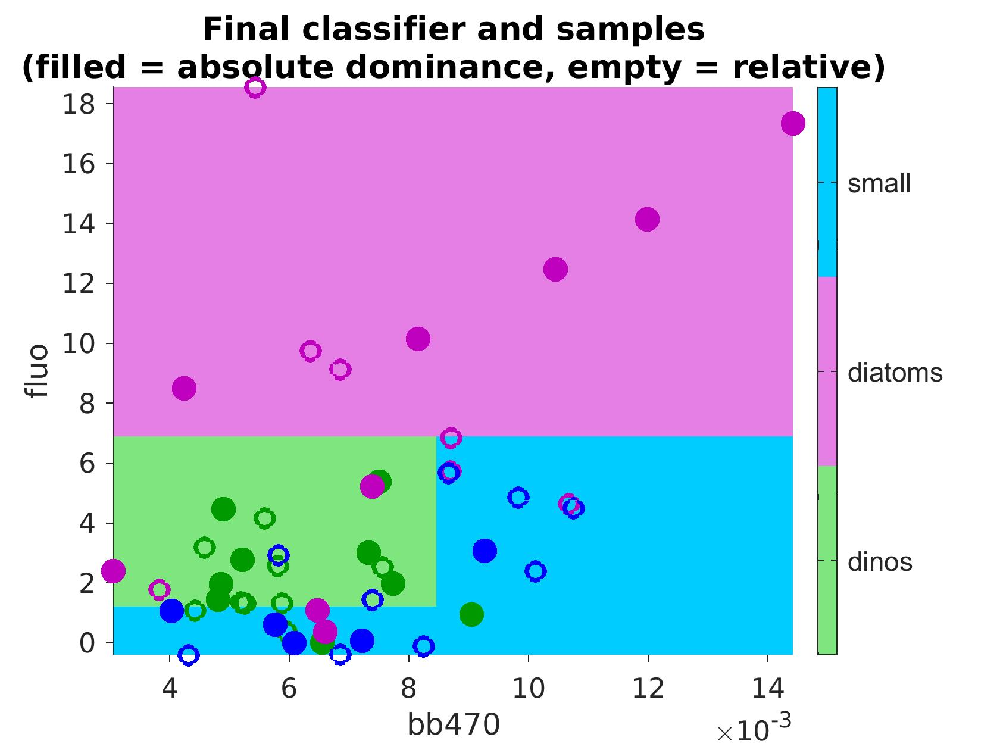 Final classifier and samples
(filled = absolute dominance, empty = relative)
18
16
14
12
10
8
6
4
2
0
fluo
4 6 8 10 12 14
bb470
×10-3
small
diatoms
dinos